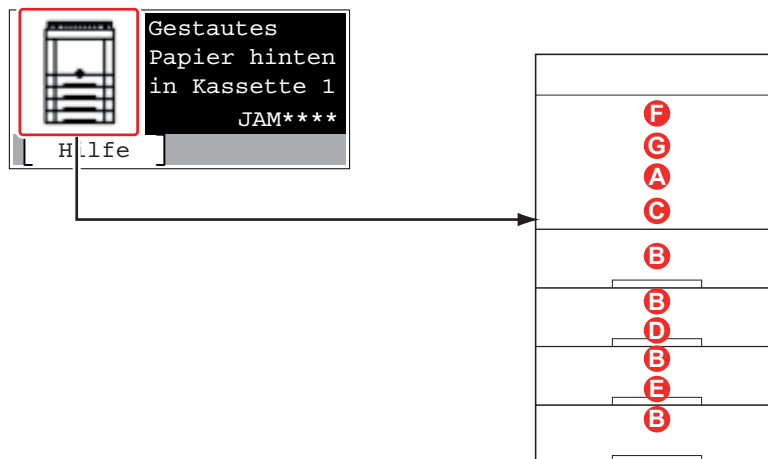 Gestautes
Papier hinten
in Kassette 1
JAM****
[ Hilfe ]
F
G
A
C
B
B
D
B
E
B